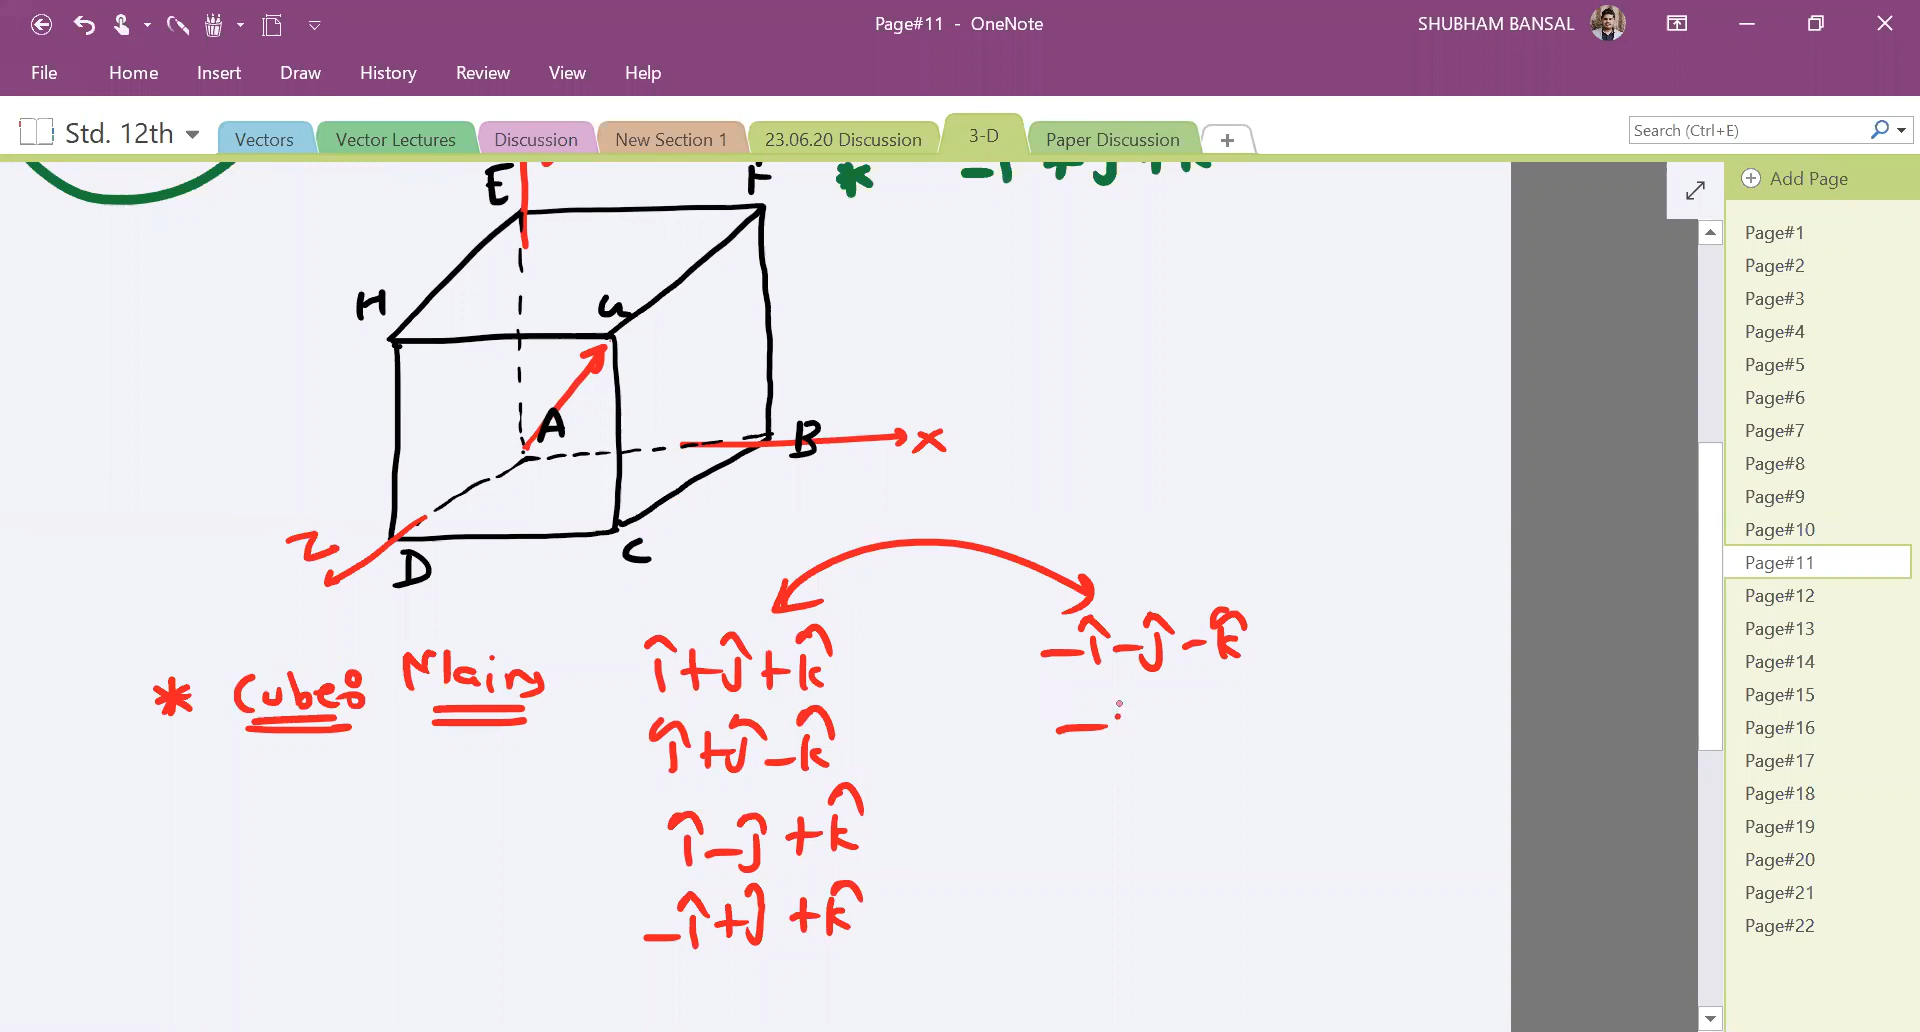 Page#11 - OneNote
SHUBHAM BANSAL
File Home Insert Draw History Review View Help
Std. 12th
Vectors Vector Lectures Discussion New Section 1 23.06.20 Discussion 3-D Paper Discussion +
Search (Ctrl+E)
Add Page
Page#1
Page#2
Page#3
Page#4
Page#5
Page#6
Page#7
Page#8
Page#9
Page#10
Page#11
Page#12
Page#13
Page#14
Page#15
Page#16
Page#17
Page#18
Page#19
Page#20
Page#21
Page#22
E F * -î + ĵ + k̂
H G
A B x
z D C
* Cube:
î+ĵ+k̂ -î-ĵ-k̂
î+ĵ-k̂ -
î-ĵ+k̂
-î+ĵ+k̂